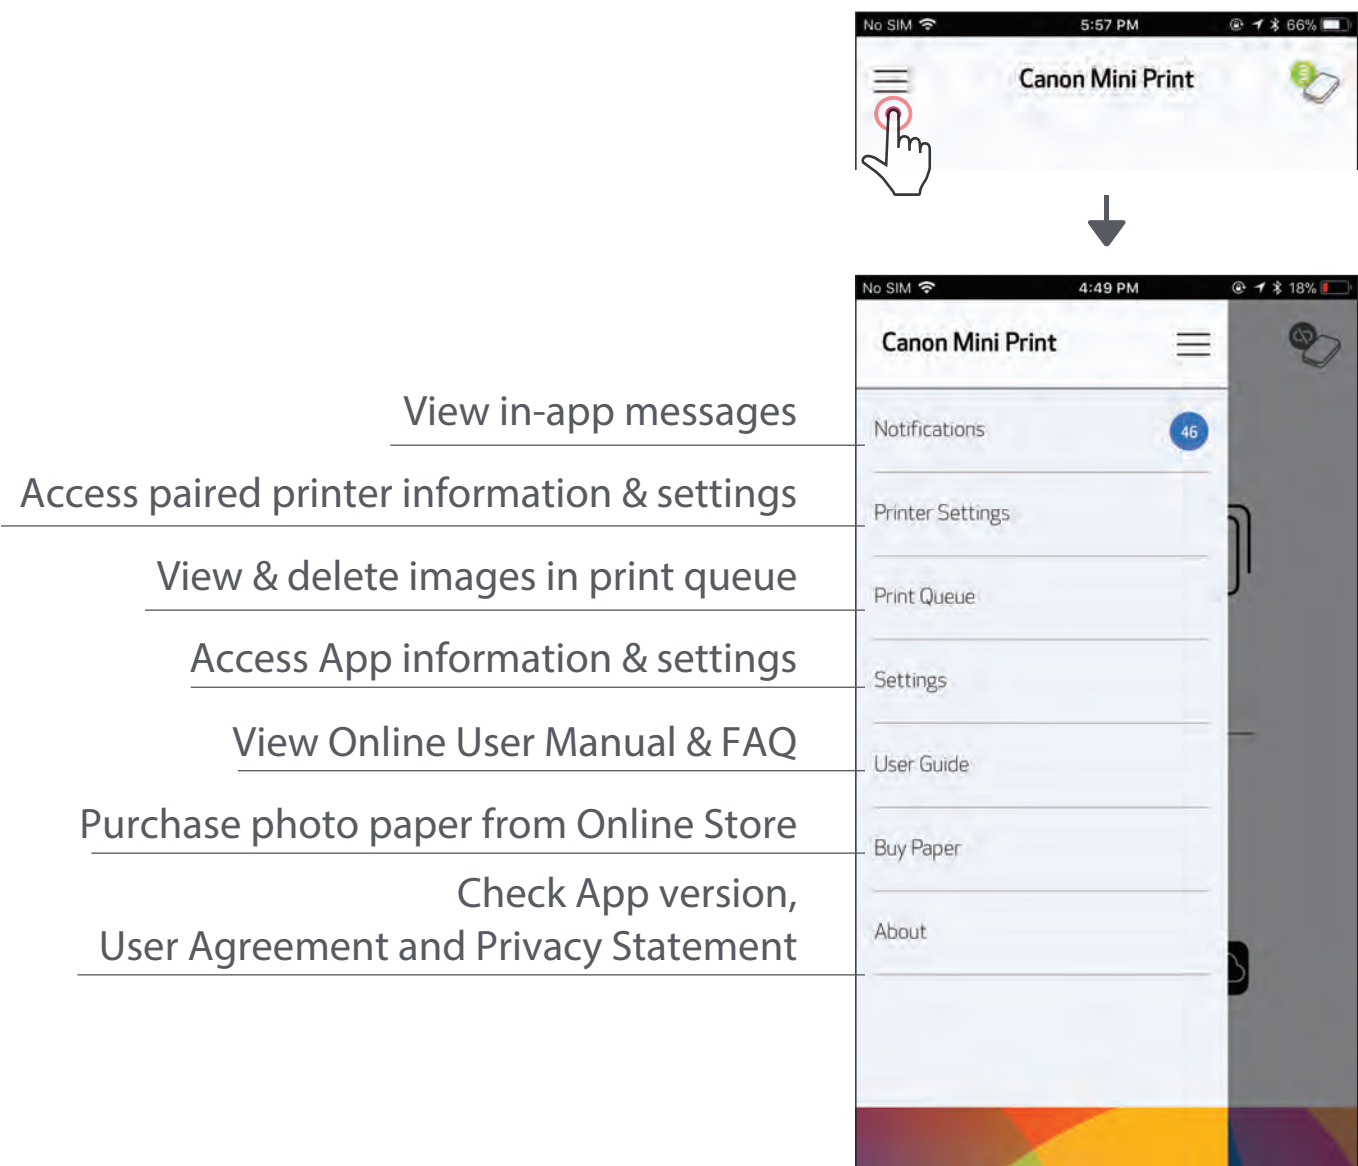 No SIM 5:57 PM 66%
Canon Mini Print
No SIM 4:49 PM 18%
Canon Mini Print
View in-app messages
Notifications 46
Access paired printer information & settings
Printer Settings
View & delete images in print queue
Print Queue
Access App information & settings
Settings
View Online User Manual & FAQ
User Guide
Purchase photo paper from Online Store
Buy Paper
Check App version,
User Agreement and Privacy Statement
About